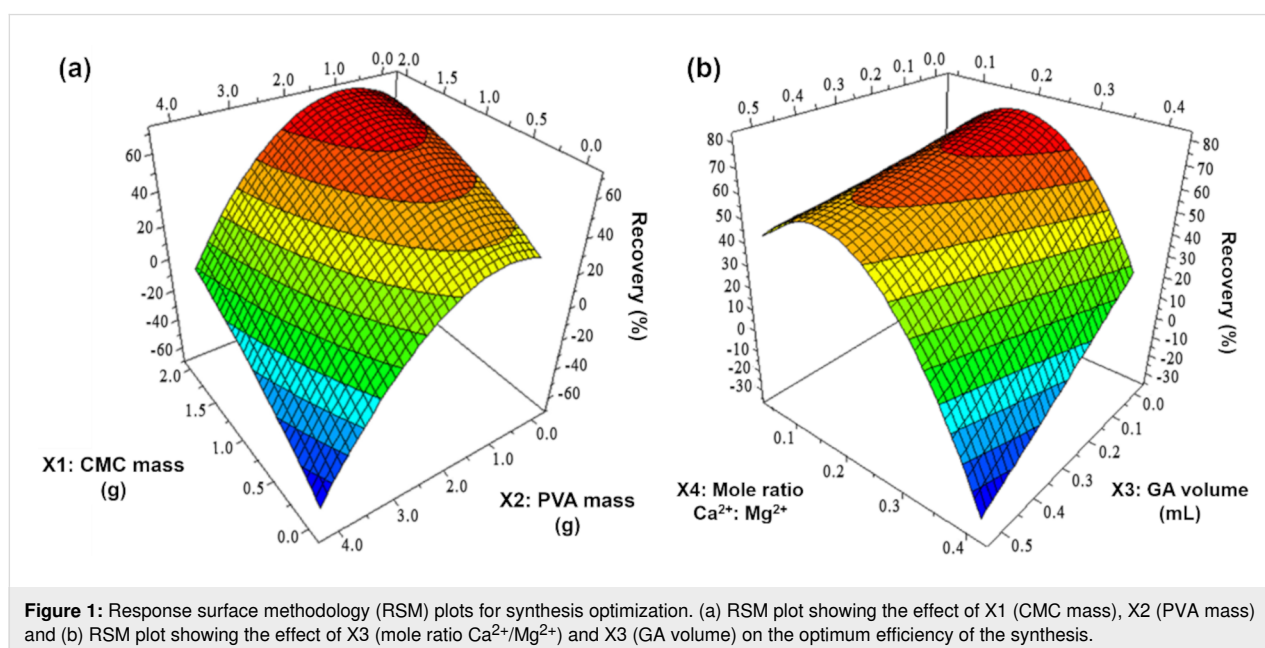 (a)
4.0 3.0 2.0 1.0 0.0 2.0 1.5 1.0 0.5 0.0
60 40 20 0 -20 -40 -60
60 40 20 0 -20 -40 -60
Recovery (%)
2.0 1.5 1.0 0.5 0.0
4.0 3.0 2.0 1.0 0.0
X1: CMC mass
(g)
X2: PVA mass
(g)
(b)
0.5 0.4 0.3 0.2 0.1 0.0 0.1 0.2 0.3 0.4
80 70 60 50 40 30 20 10 0 -10 -20 -30
80 70 60 50 40 30 20 10 0 -10 -20 -30
Recovery (%)
0.1 0.2 0.3 0.4
0.5 0.4 0.3 0.2 0.1 0.0
X4: Mole ratio
Ca²⁺: Mg²⁺
X3: GA volume
(mL)
Figure 1: Response surface methodology (RSM) plots for synthesis optimization. (a) RSM plot showing the effect of X1 (CMC mass), X2 (PVA mass)
and (b) RSM plot showing the effect of X3 (mole ratio Ca²⁺/Mg²⁺) and X3 (GA volume) on the optimum efficiency of the synthesis.